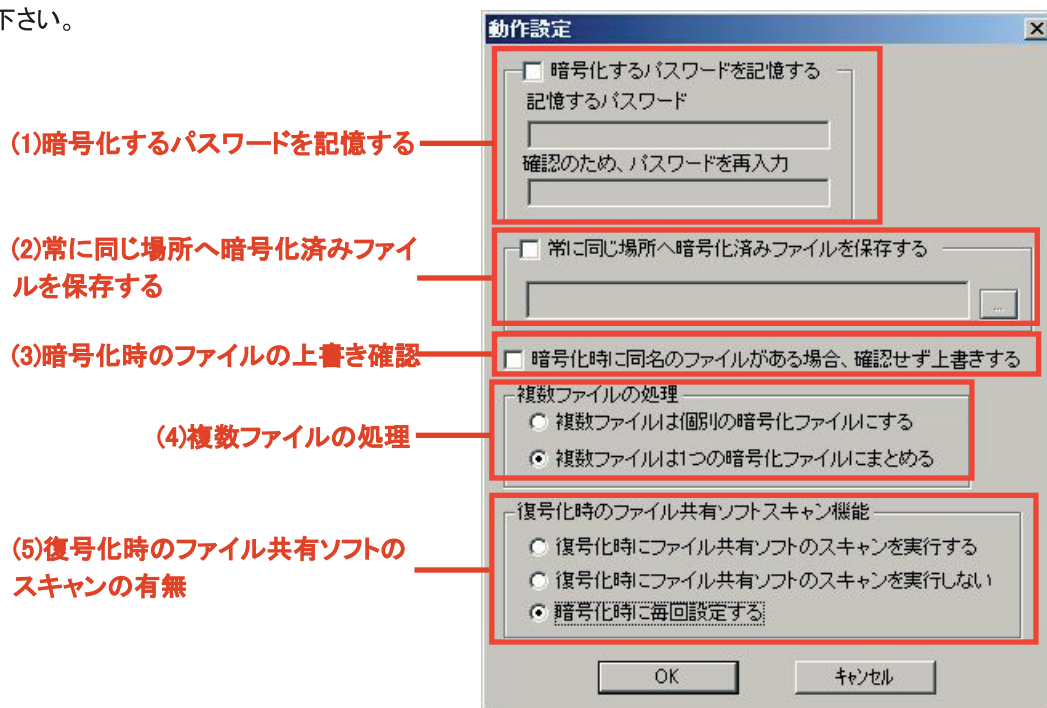 下さい。
動作設定
暗号化するパスワードを記憶する
記憶するパスワード
確認のため、パスワードを再入力
(1)暗号化するパスワードを記憶する
常に同じ場所へ暗号化済みファイルを保存する
...
(2)常に同じ場所へ暗号化済みファイ
ルを保存する
暗号化時に同名のファイルがある場合、確認せず上書きする
(3)暗号化時のファイルの上書き確認
複数ファイルの処理
複数ファイルは個別の暗号化ファイルにする
複数ファイルは1つの暗号化ファイルにまとめる
(4)複数ファイルの処理
復号化時のファイル共有ソフトスキャン機能
復号化時にファイル共有ソフトのスキャンを実行する
復号化時にファイル共有ソフトのスキャンを実行しない
暗号化時に毎回設定する
(5)復号化時のファイル共有ソフトの
スキャンの有無
OK
キャンセル